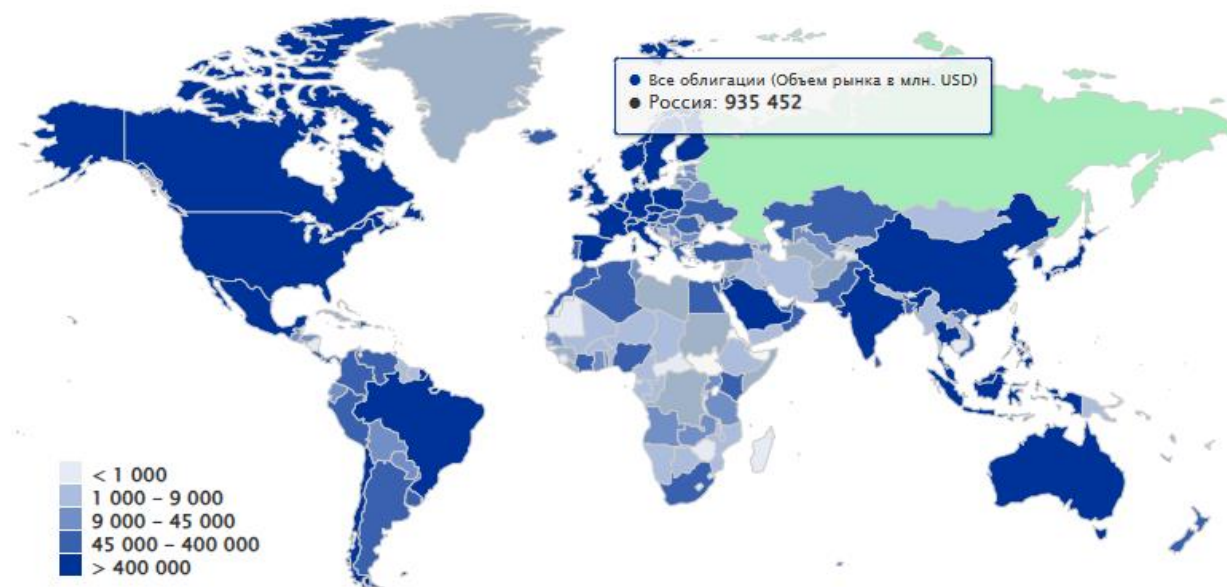 Все облигации (Объем рынка в млн. USD)
Россия: 935 452
< 1 000
1 000 – 9 000
9 000 – 45 000
45 000 – 400 000
> 400 000